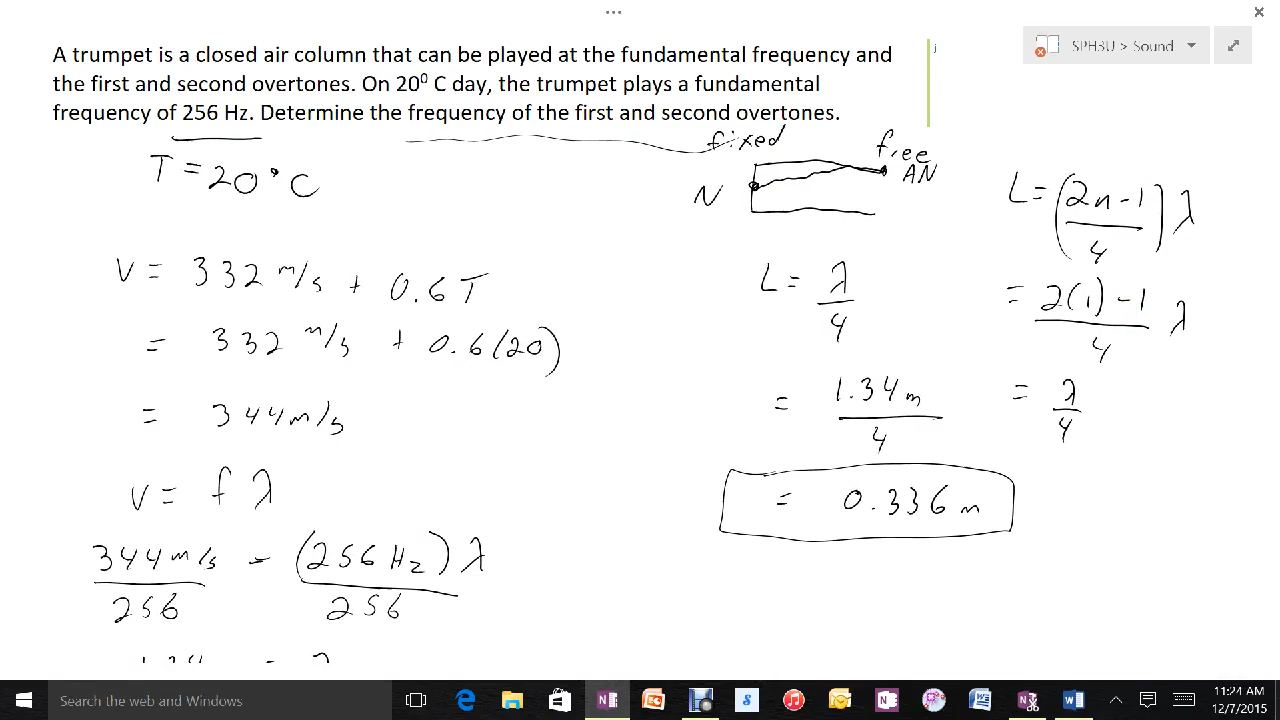 SPH3U > Sound
A trumpet is a closed air column that can be played at the fundamental frequency and
the first and second overtones. On 20⁰ C day, the trumpet plays a fundamental
frequency of 256 Hz. Determine the frequency of the first and second overtones.
j
T = 20°C
V = 332 m/s + 0.6T
= 332 m/s + 0.6(20)
= 344 m/s
V = f λ
344 m/s = (256 Hz) λ
256 256
fixed free
N AN
L = λ/4
= 1.34 m/4
= 0.336 m
L = (2n-1/4) λ
= 2(1)-1/4 λ
= λ/4
Search the web and Windows
11:24 AM
12/7/2015